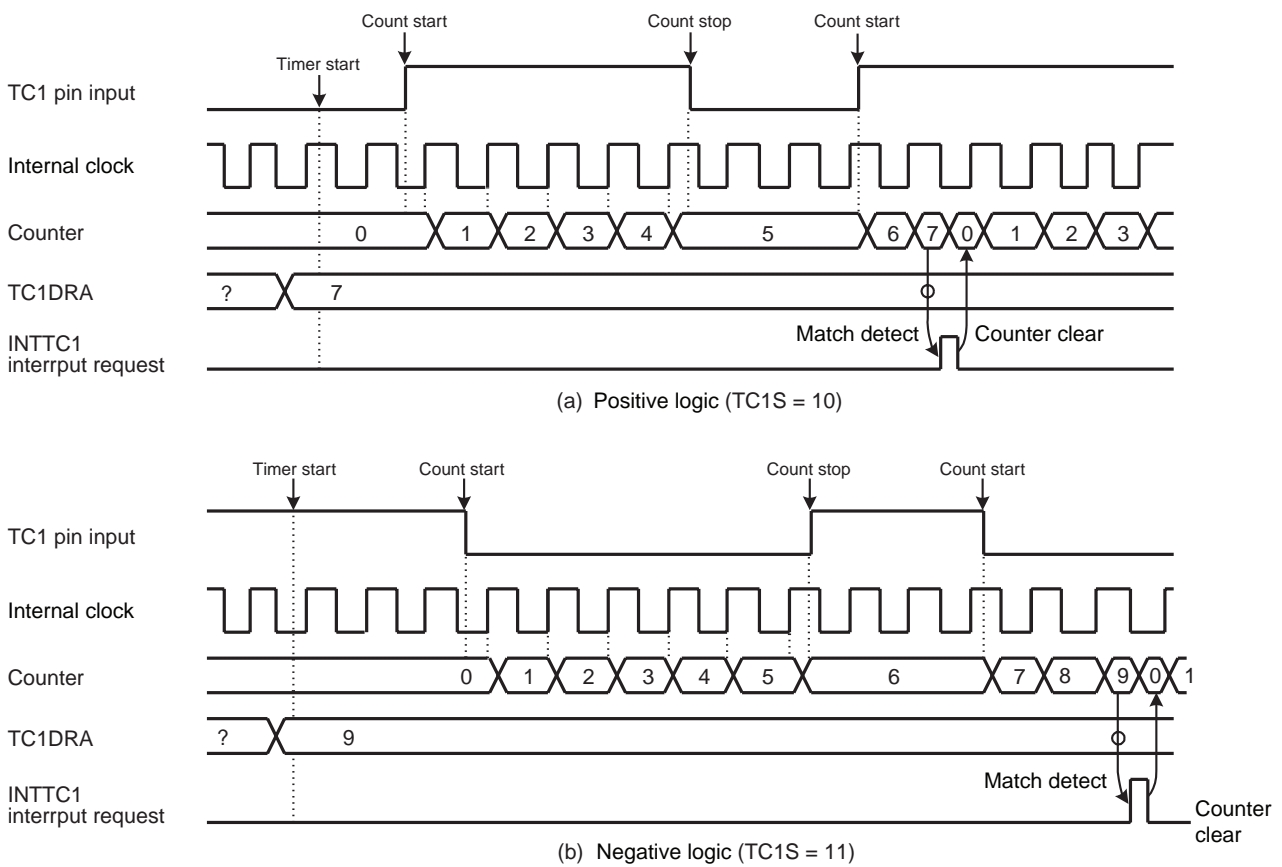 Count start Count stop Count start
Timer start
TC1 pin input
Internal clock
Counter 0 1 2 3 4 5 6 7 0 1 2 3
TC1DRA ? 7
Match detect Counter clear
INTTC1
interrput request
(a) Positive logic (TC1S = 10)
Timer start Count start Count stop Count start
TC1 pin input
Internal clock
Counter 0 1 2 3 4 5 6 7 8 9 0 1
TC1DRA ? 9
Match detect
INTTC1
interrput request
Counter
clear
(b) Negative logic (TC1S = 11)